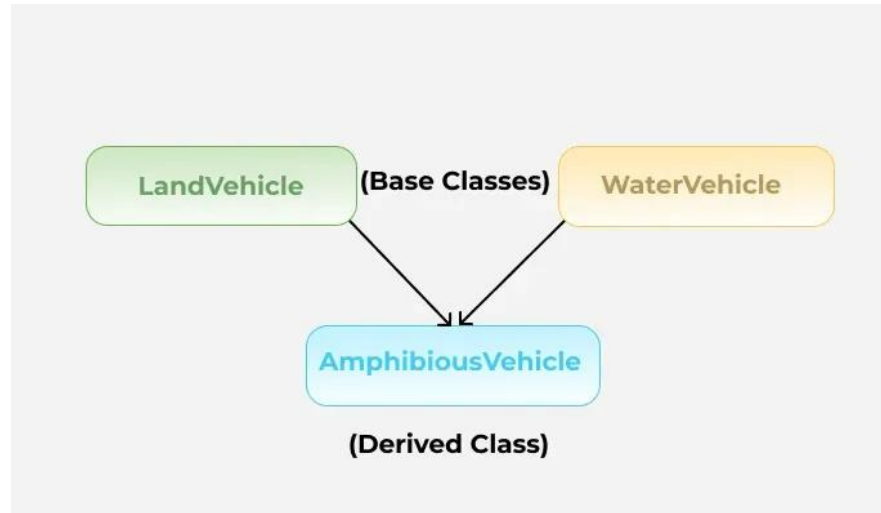 LandVehicle
(Base Classes)
WaterVehicle
AmphibiousVehicle
(Derived Class)